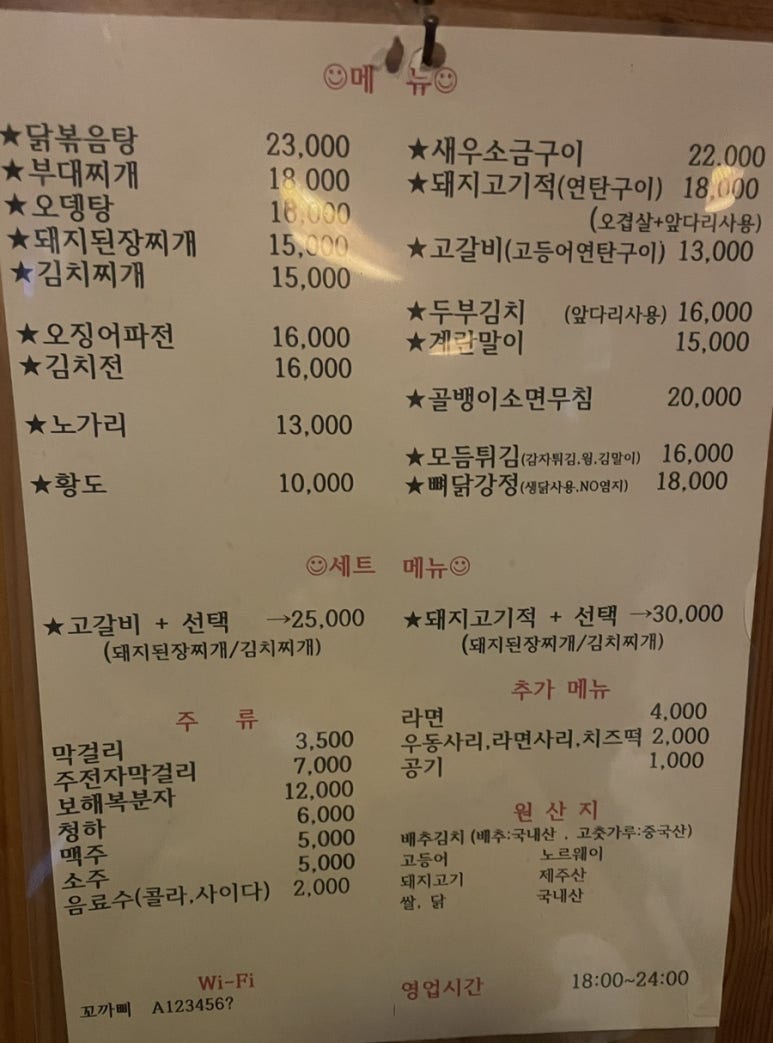 ☺메 뉴☺
★닭볶음탕 23,000
★부대찌개 18,000
★오뎅탕 18,000
★돼지된장찌개 15,000
★김치찌개 15,000
★오징어파전 16,000
★김치전 16,000
★노가리 13,000
★황도 10,000
★새우소금구이 22.000
★돼지고기적(연탄구이) 18,000
(오겹살+앞다리사용)
★고갈비(고등어연탄구이) 13,000
★두부김치 (앞다리사용) 16,000
★계란말이 15,000
★골뱅이소면무침 20,000
★모듬튀김(감자튀김.윙.김말이) 16,000
★뼈닭강정(생닭사용.NO염지) 18,000
☺세트 메뉴☺
★고갈비 + 선택 →25,000
(돼지된장찌개/김치찌개)
★돼지고기적 + 선택 →30,000
(돼지된장찌개/김치찌개)
주 류
막걸리 3,500
주전자막걸리 7,000
보해복분자 12,000
청하 6,000
맥주 5,000
소주 5,000
음료수(콜라,사이다) 2,000
추가 메뉴
라면 4,000
우동사리,라면사리,치즈떡 2,000
공기 1,000
원 산 지
배추김치 (배추:국내산 , 고춧가루:중국산)
고등어 노르웨이
돼지고기 제주산
쌀, 닭 국내산
Wi-Fi
꼬까삐 A123456?
영업시간 18:00~24:00